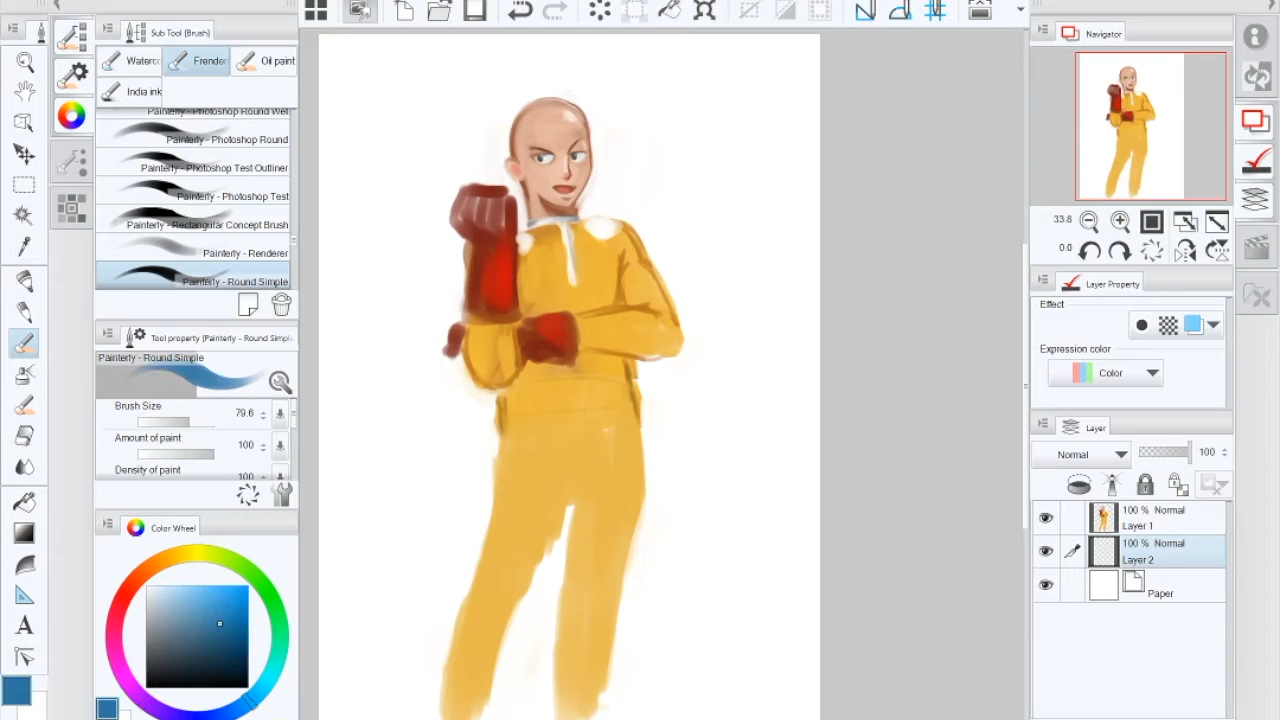 Sub Tool [Brush]
Waterc
Frender
Oil paint
India ink
Painterly - Photoshop Round Wet
Painterly - Photoshop Round
Painterly - Photoshop Test Outliner
Painterly - Photoshop Test
Painterly - Rectangular Concept Brush
Painterly - Renderer
Painterly - Round Simple
Tool property [Painterly - Round Simpl
Painterly - Round Simple
Brush Size 79.6
Amount of paint 100
Density of paint 100
Color Wheel
A
Navigator
33.8
0.0
Layer Property
Effect
Expression color
Color
Layer
Normal 100
100 % Normal
Layer 1
100 % Normal
Layer 2
Paper